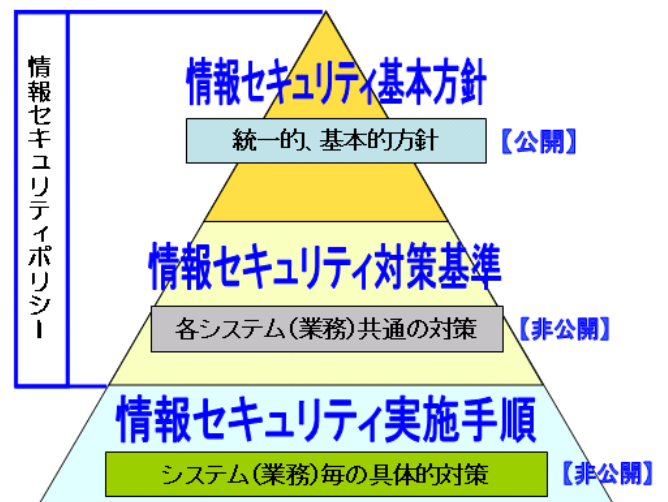 情報セキュリティポリシー
情報セキュリティ基本方針
統一的、基本的方針
【公開】
情報セキュリティ対策基準
各システム(業務)共通の対策
【非公開】
情報セキュリティ実施手順
システム(業務)毎の具体的対策
【非公開】